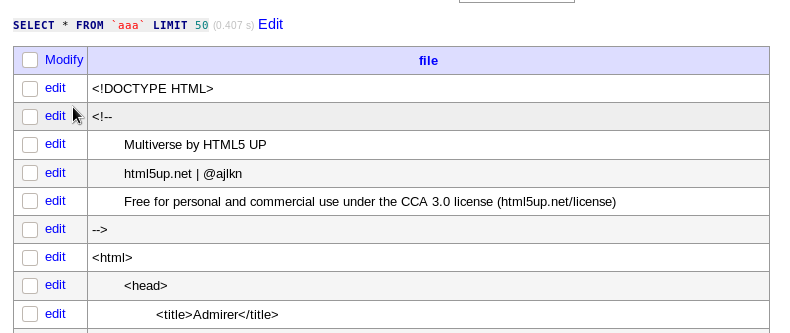 SELECT * FROM `aaa` LIMIT 50 (0.407 s) Edit
Modify file
edit <!DOCTYPE HTML>
edit <!--
edit Multiverse by HTML5 UP
edit html5up.net | @ajlkn
edit Free for personal and commercial use under the CCA 3.0 license (html5up.net/license)
edit -->
edit <html>
edit <head>
edit <title>Admirer</title>